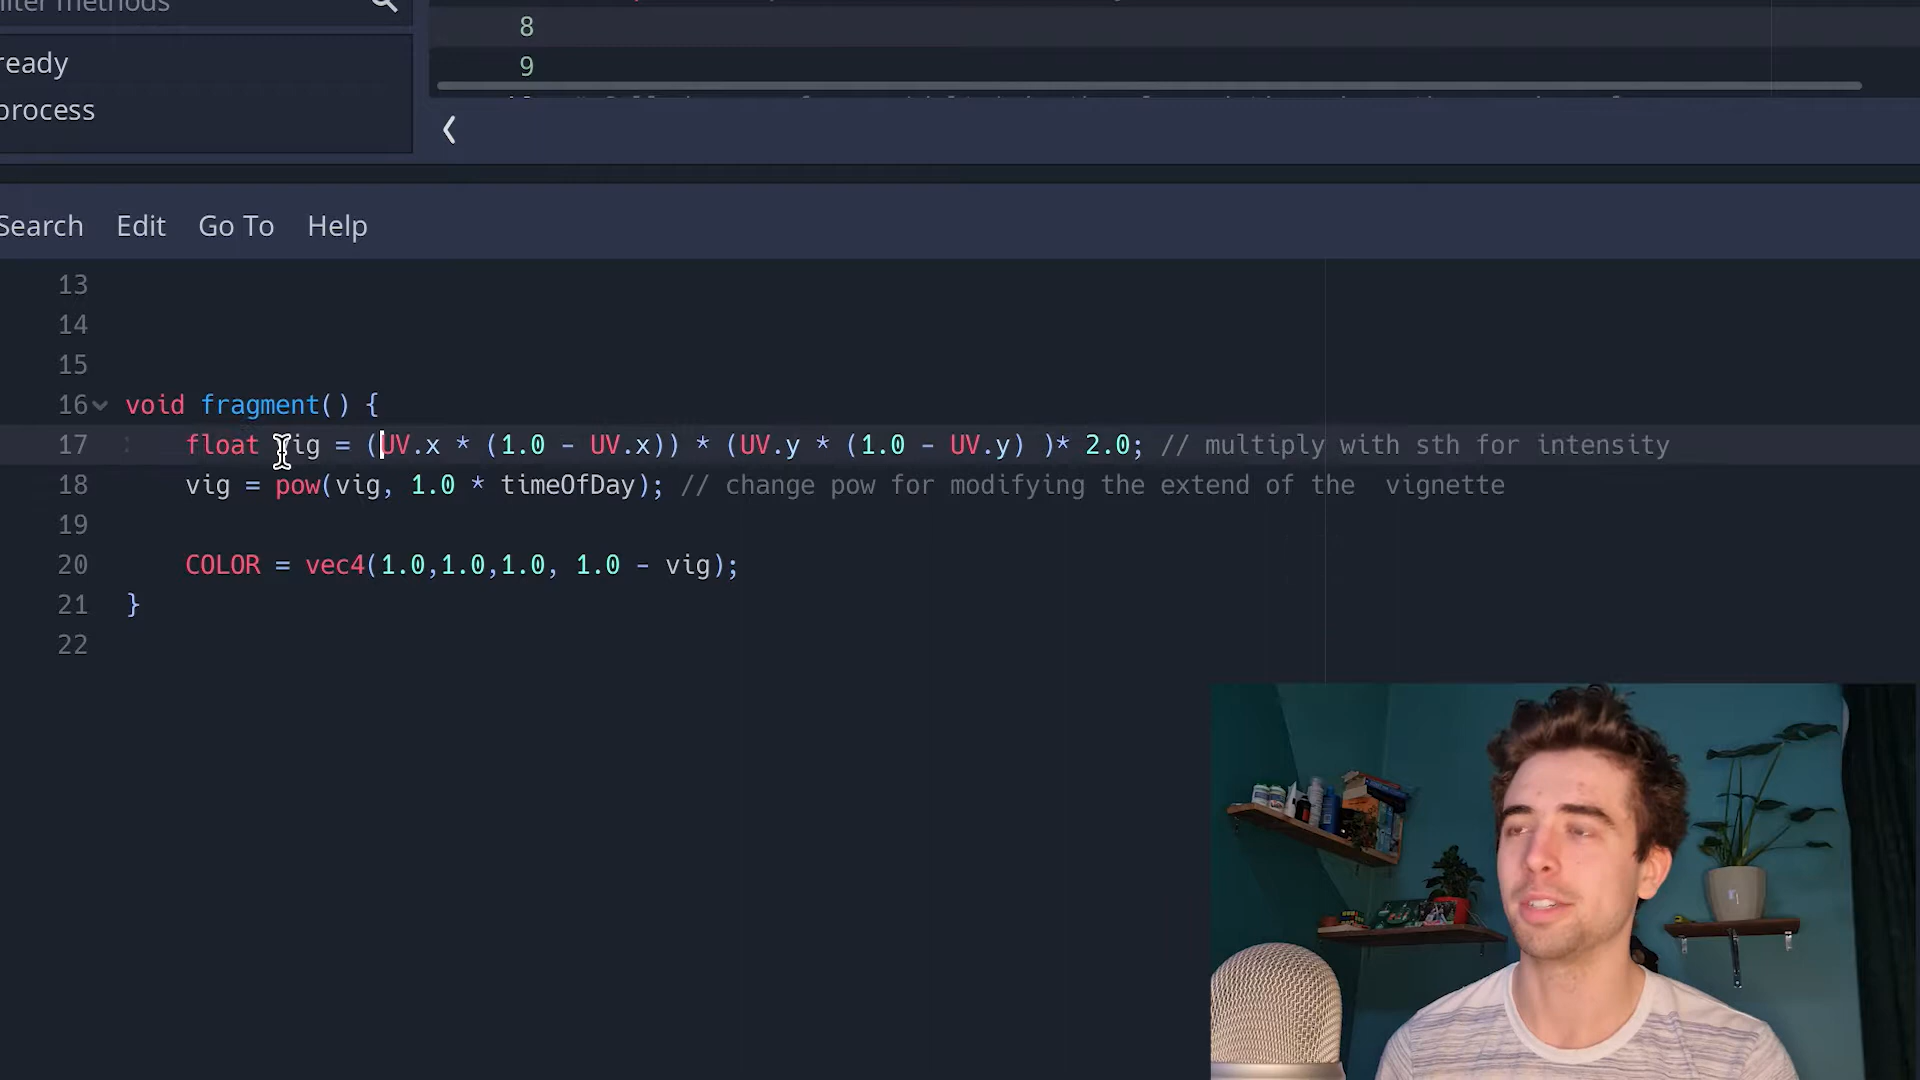 methods
8
ready
9
process
Search Edit Go To Help
13
14
15
16 void fragment() {
17 float vig = (UV.x * (1.0 - UV.x)) * (UV.y * (1.0 - UV.y) )* 2.0; // multiply with sth for intensity
18 vig = pow(vig, 1.0 * timeOfDay); // change pow for modifying the extend of the  vignette
19
20 COLOR = vec4(1.0,1.0,1.0, 1.0 - vig);
21 }
22